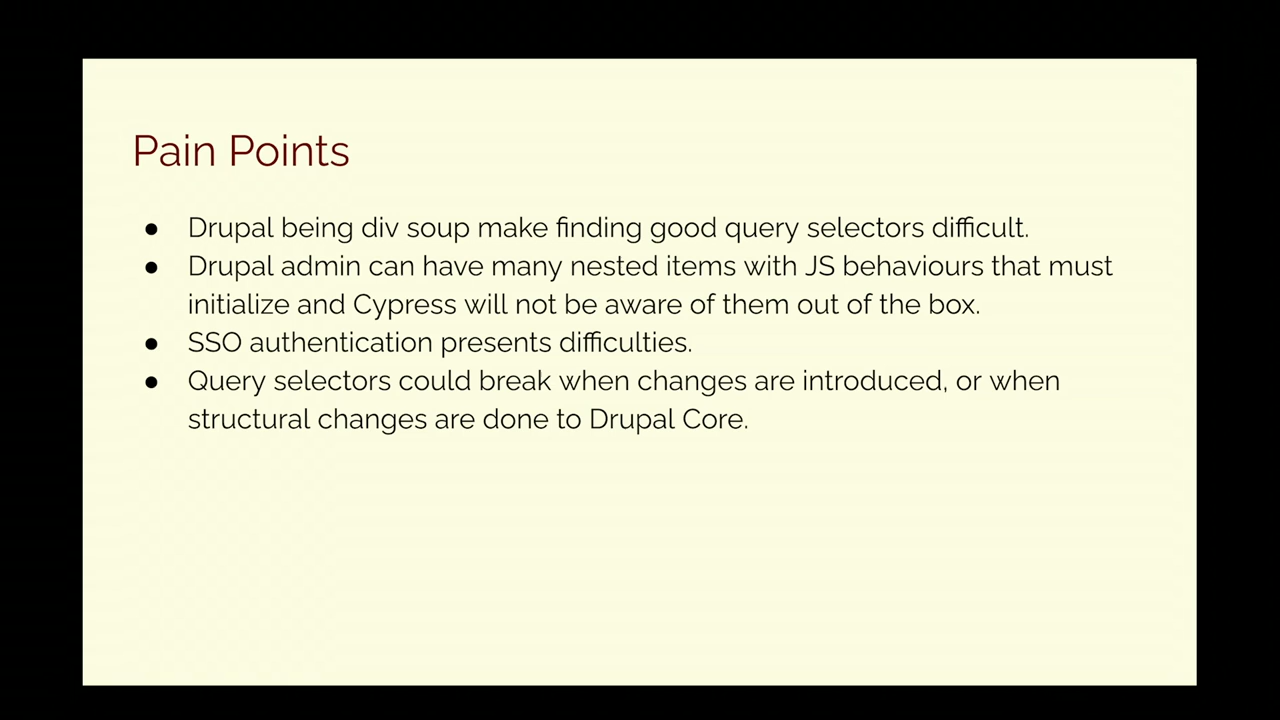 Pain Points
● Drupal being div soup make finding good query selectors difficult.
● Drupal admin can have many nested items with JS behaviours that must
initialize and Cypress will not be aware of them out of the box.
● SSO authentication presents difficulties.
● Query selectors could break when changes are introduced, or when
structural changes are done to Drupal Core.